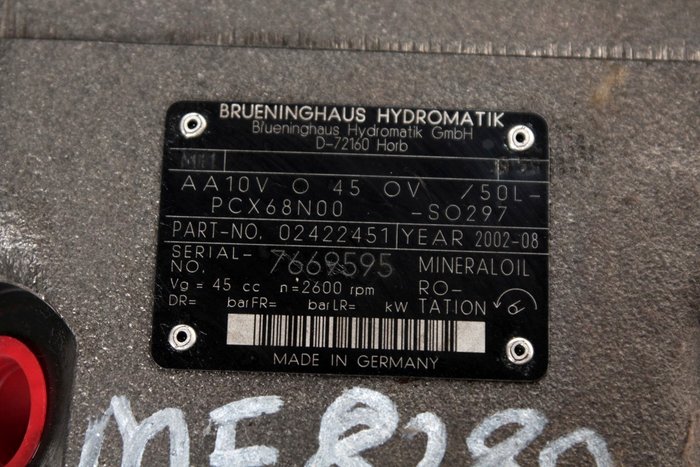 BRUENINGHAUS HYDROMATIK
Brueninghaus Hydromatik GmbH
D-72160 Horb
AA10V O 45 OV /50L-
PCX68N00 -SO297
PART-NO. 02422451 YEAR 2002-08
SERIAL-NO. 7669595 MINERALOIL
Vg = 45 cc n=2600 rpm RO-
DR= bar FR= bar LR= kW TATION
MADE IN GERMANY